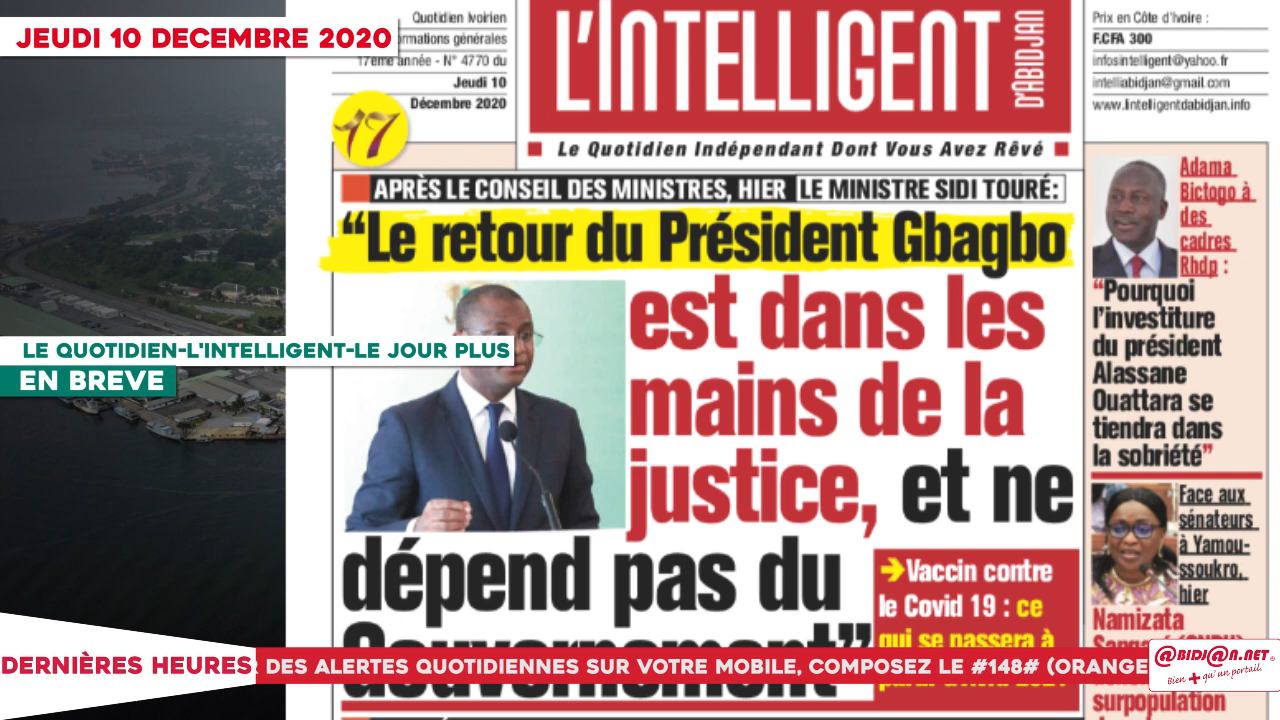 JEUDI 10 DECEMBRE 2020
Quotidien Ivoirien
ormations générales
17ème année - N° 4770 du
Jeudi 10
Décembre 2020
17
L'INTELLIGENT
D'ABIDJAN
Le Quotidien Indépendant Dont Vous Avez Rêvé
Prix en Côte d'Ivoire :
F.CFA 300
infosintelligent@yahoo.fr
intelliabidjan@gmail.com
www.lintelligentdabidjan.info
APRÈS LE CONSEIL DES MINISTRES, HIER LE MINISTRE SIDI TOURÉ:
“Le retour du Président Gbagbo
est dans les
mains de la
justice, et ne
dépend pas du
Gouvernement”
➔Vaccin contre
le Covid 19 : ce
qui se passera à
Adama
Bictogo à
des
cadres
Rhdp :
“Pourquoi
l’investiture
du président
Alassane
Ouattara se
tiendra dans
la sobriété”
Face aux
sénateurs
à Yamou-
ssoukro,
hier
Namizata
surpopulation
LE QUOTIDIEN-L'INTELLIGENT-LE JOUR PLUS
EN BREVE
DERNIÈRES HEURES
DES ALERTES QUOTIDIENNES SUR VOTRE MOBILE, COMPOSEZ LE #148# (ORANGE
@BIDJ@N.NET®
Bien + qu'un portail